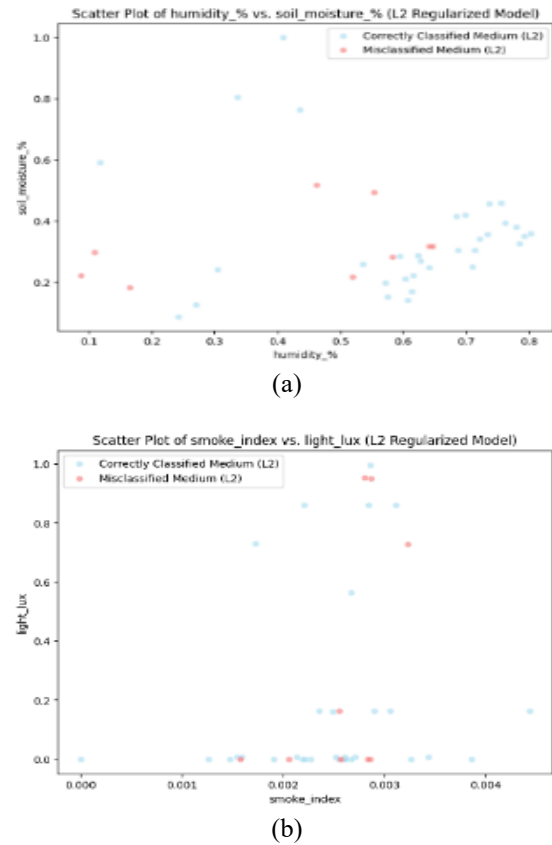 Scatter Plot of humidity_% vs. soil_moisture_% (L2 Regularized Model)
Correctly Classified Medium (L2)
Misclassified Medium (L2)
1.0
0.8
0.6
0.4
0.2
soil_moisture_%
0.1 0.2 0.3 0.4 0.5 0.6 0.7 0.8
humidity_%
(a)
Scatter Plot of smoke_index vs. light_lux (L2 Regularized Model)
Correctly Classified Medium (L2)
Misclassified Medium (L2)
1.0
0.8
0.6
0.4
0.2
0.0
light_lux
0.000 0.001 0.002 0.003 0.004
smoke_index
(b)